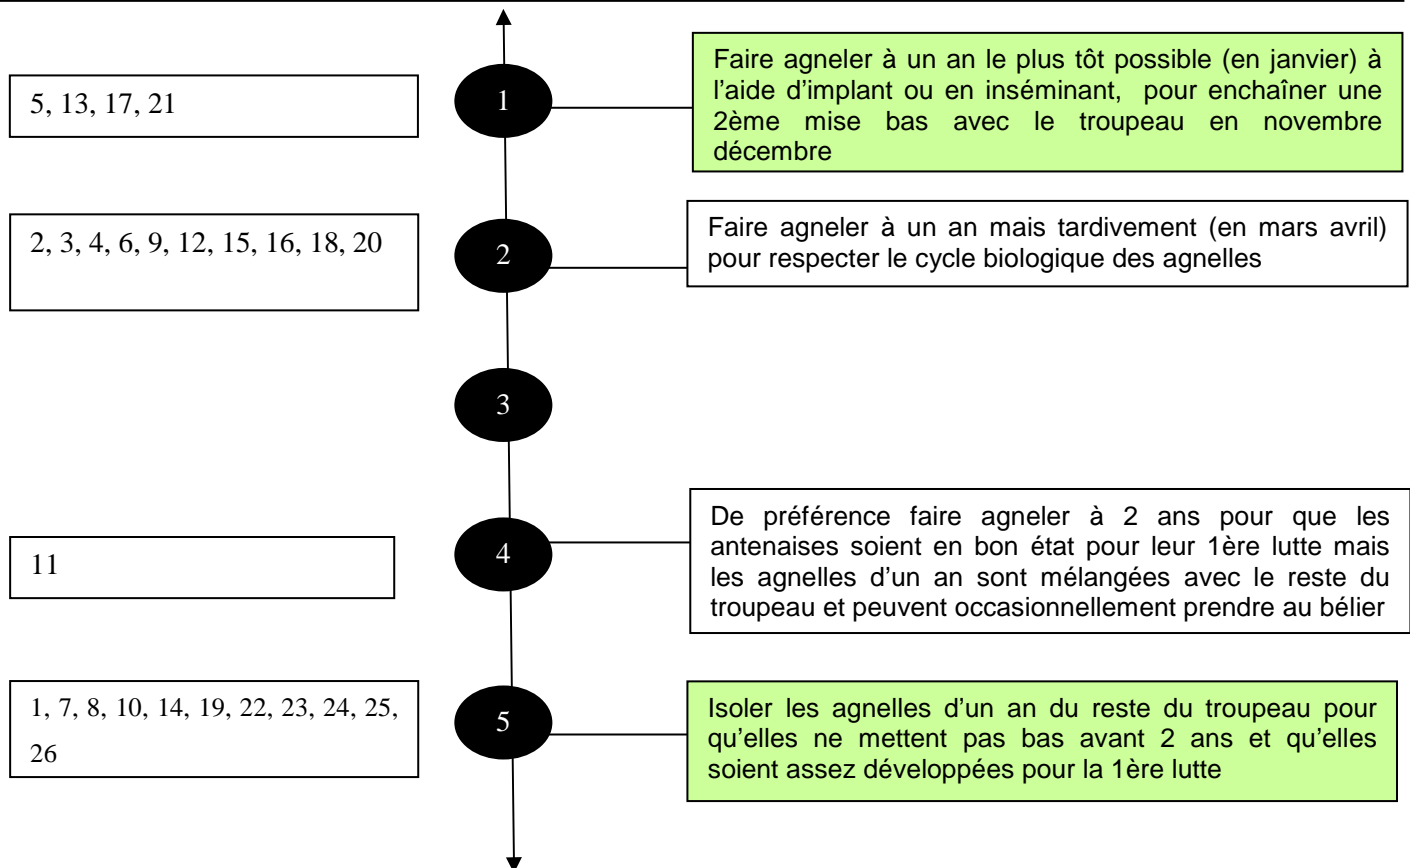 5, 13, 17, 21
1
Faire agneler à un an le plus tôt possible (en janvier) à
l’aide d’implant ou en inséminant, pour enchaîner une
2ème mise bas avec le troupeau en novembre
décembre
2, 3, 4, 6, 9, 12, 15, 16, 18, 20
2
Faire agneler à un an mais tardivement (en mars avril)
pour respecter le cycle biologique des agnelles
3
11
4
De préférence faire agneler à 2 ans pour que les
antenaises soient en bon état pour leur 1ère lutte mais
les agnelles d’un an sont mélangées avec le reste du
troupeau et peuvent occasionnellement prendre au bélier
1, 7, 8, 10, 14, 19, 22, 23, 24, 25,
26
5
Isoler les agnelles d’un an du reste du troupeau pour
qu’elles ne mettent pas bas avant 2 ans et qu’elles
soient assez développées pour la 1ère lutte